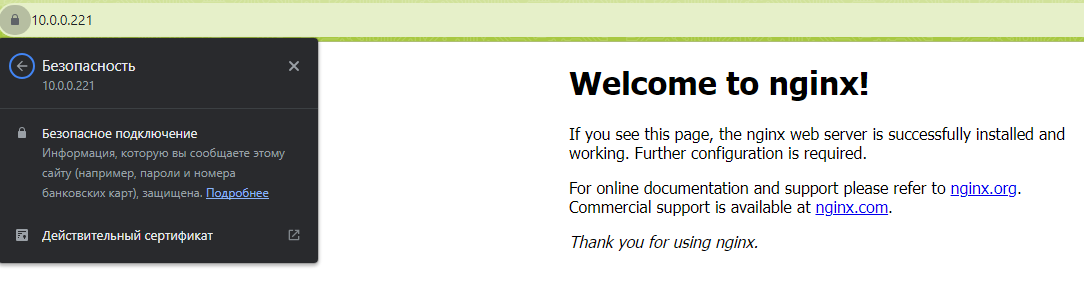 10.0.0.221
Безопасность
10.0.0.221
Безопасное подключение
Информация, которую вы сообщаете этому
сайту (например, пароли и номера
банковских карт), защищена. Подробнее
Действительный сертификат
Welcome to nginx!
If you see this page, the nginx web server is successfully installed and
working. Further configuration is required.
For online documentation and support please refer to nginx.org.
Commercial support is available at nginx.com.
Thank you for using nginx.